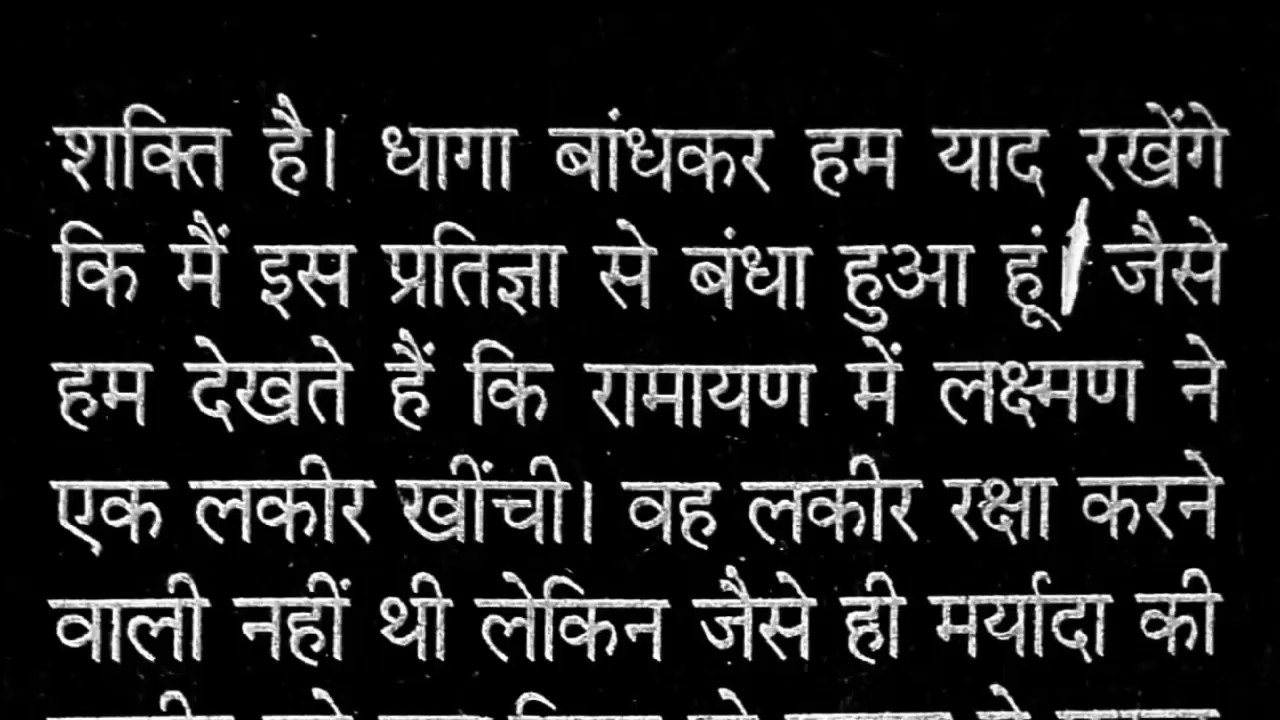 शक्ति है। धागा बांधकर हम याद रखेंगे
कि मैं इस प्रतिज्ञा से बंधा हुआ हूं। जैसे
हम देखते हैं कि रामायण में लक्ष्मण ने
एक लकीर खींची। वह लकीर रक्षा करने
वाली नहीं थी लेकिन जैसे ही मर्यादा की